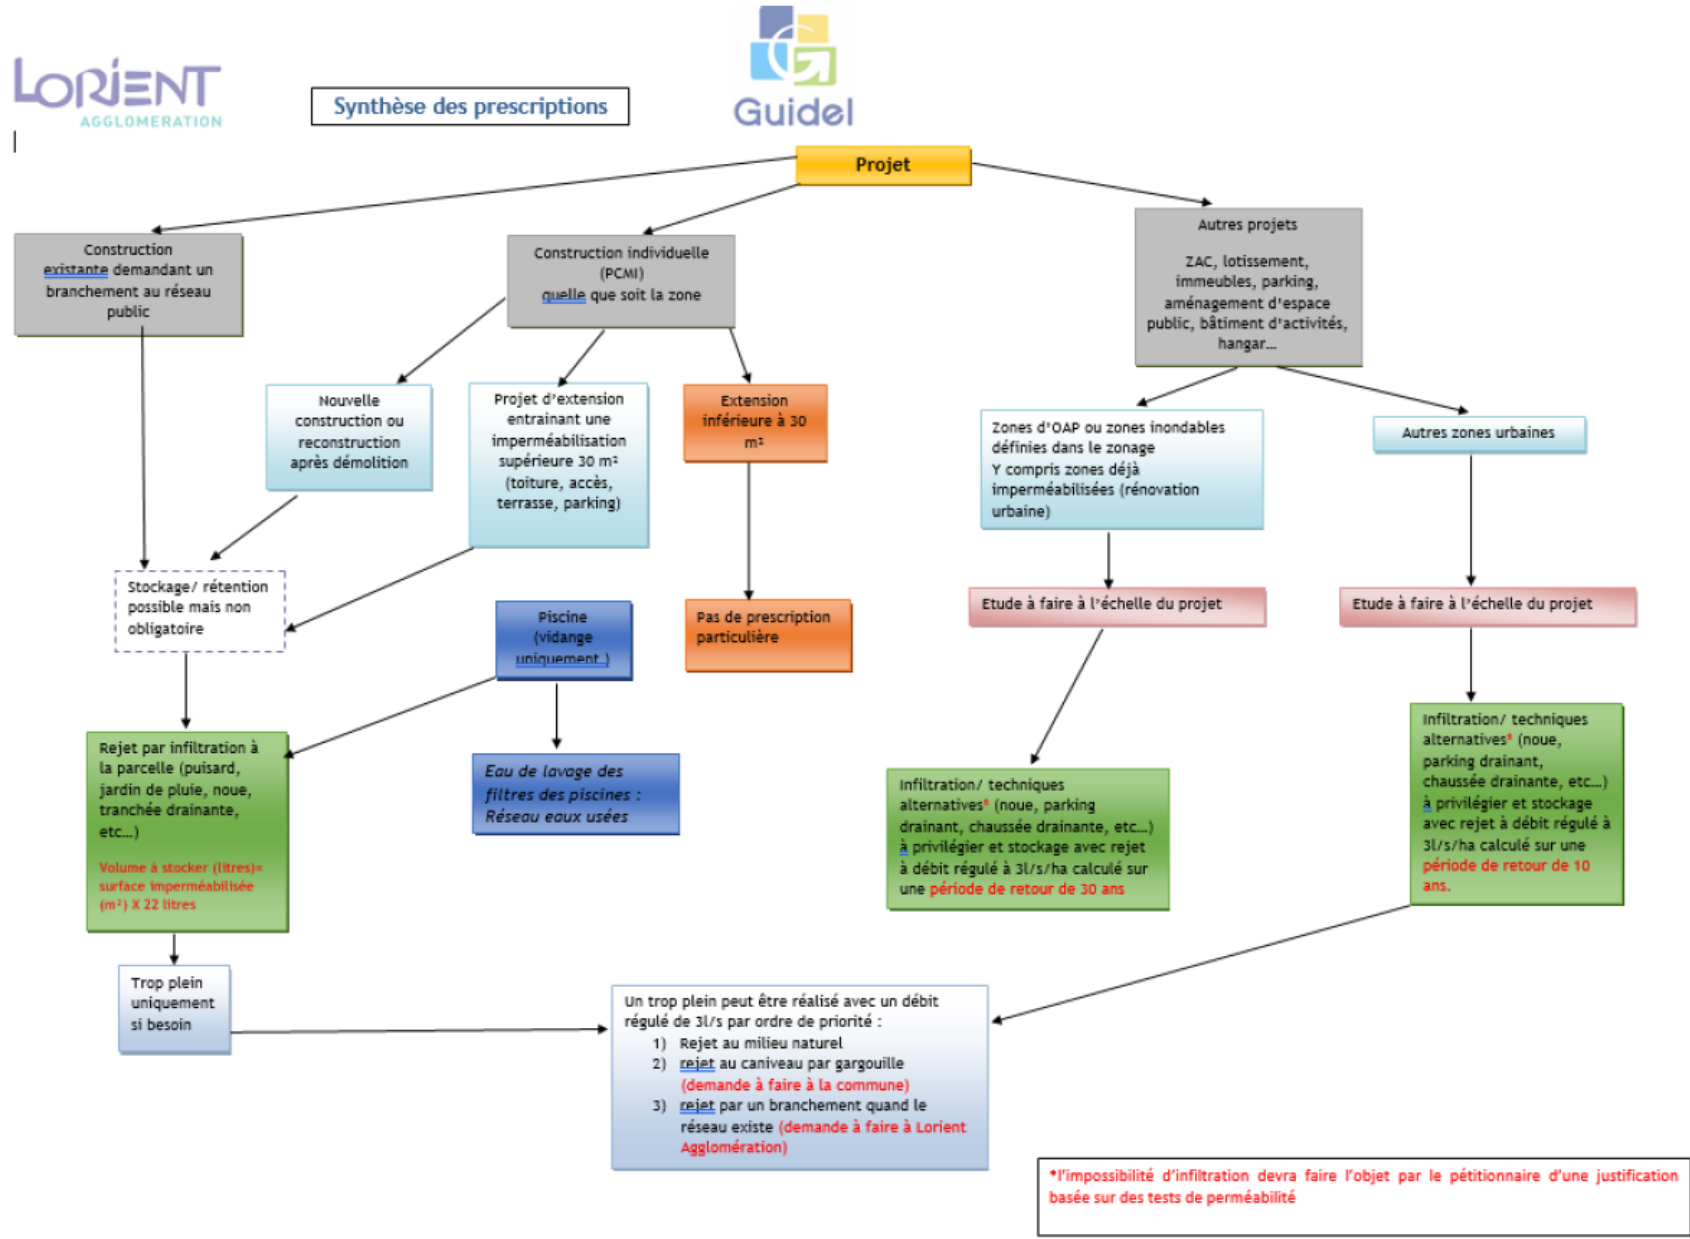 LORIENT
AGGLOMERATION
Synthèse des prescriptions
Guidel
Projet
Construction
existante demandant un
branchement au réseau
public
Construction individuelle
(PCMI)
quelle que soit la zone
Autres projets
ZAC, lotissement,
immeubles, parking,
aménagement d'espace
public, bâtiment d'activités,
hangar…
Nouvelle
construction ou
reconstruction
après démolition
Projet d'extension
entrainant une
imperméabilisation
supérieure 30 m²
(toiture, accès,
terrasse, parking)
Extension
inférieure à 30
m²
Zones d'OAP ou zones inondables
définies dans le zonage
Y compris zones déjà
imperméabilisées (rénovation
urbaine)
Autres zones urbaines
Stockage/ rétention
possible mais non
obligatoire
Piscine
(vidange
uniquement )
Pas de prescription
particulière
Etude à faire à l'échelle du projet
Etude à faire à l'échelle du projet
Rejet par infiltration à
la parcelle (puisard,
jardin de pluie, noue,
tranchée drainante,
etc…)
Volume à stocker (litres)=
surface imperméabilisée
(m²) X 22 litres
Eau de lavage des
filtres des piscines :
Réseau eaux usées
Infiltration/ techniques
alternatives* (noue, parking
drainant, chaussée drainante, etc…)
à privilégier et stockage avec rejet
à débit régulé à 3l/s/ha calculé sur
une période de retour de 30 ans
Infiltration/ techniques
alternatives* (noue,
parking drainant,
chaussée drainante, etc…)
à privilégier et stockage
avec rejet à débit régulé à
3l/s/ha calculé sur une
période de retour de 10
ans.
Trop plein
uniquement
si besoin
Un trop plein peut être réalisé avec un débit
régulé de 3l/s par ordre de priorité :
1) Rejet au milieu naturel
2) rejet au caniveau par gargouille
(demande à faire à la commune)
3) rejet par un branchement quand le
réseau existe (demande à faire à Lorient
Agglomération)
*l'impossibilité d'infiltration devra faire l'objet par le pétitionnaire d'une justification
basée sur des tests de perméabilité